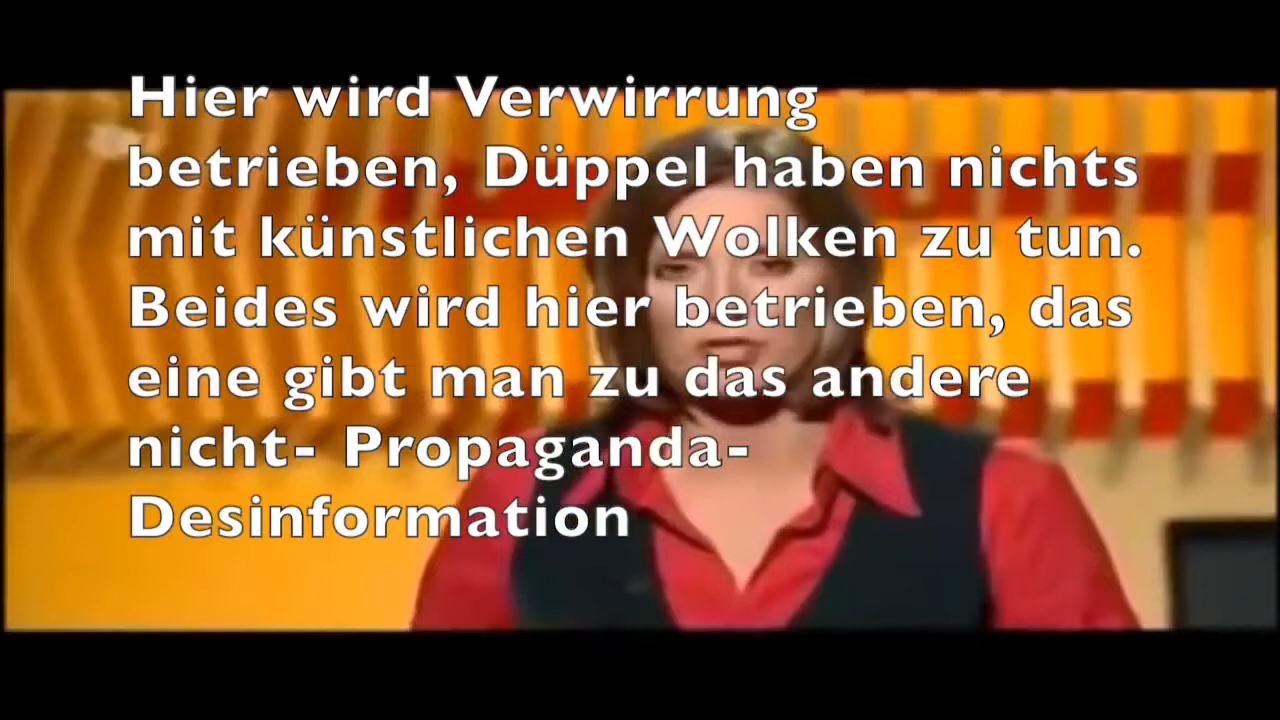 Hier wird Verwirrung
betrieben, Düppel haben nichts
mit künstlichen Wolken zu tun.
Beides wird hier betrieben, das
eine gibt man zu das andere
nicht- Propaganda-
Desinformation